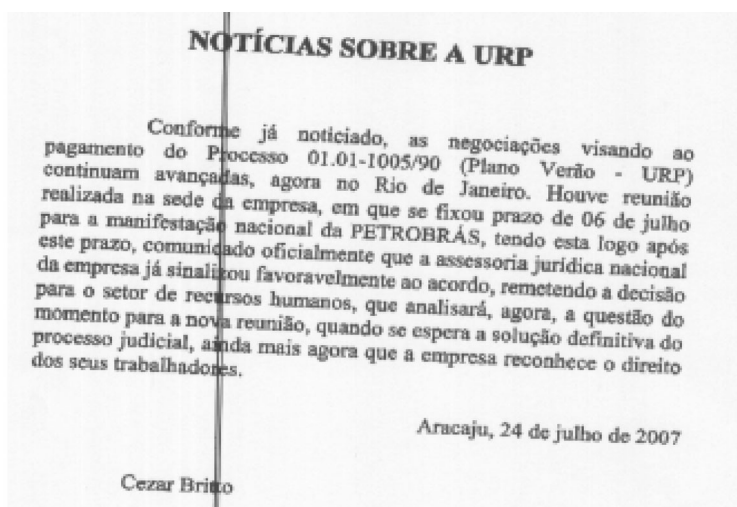 NOTÍCIAS SOBRE A URP
Conforme já noticiado, as negociações visando ao
pagamento do Processo 01.01-1005/90 (Plano Verão - URP)
continuam avançadas, agora no Rio de Janeiro. Houve reunião
realizada na sede da empresa, em que se fixou prazo de 06 de julho
para a manifestação nacional da PETROBRÁS, tendo esta logo após
este prazo, comunicado oficialmente que a assessoria jurídica nacional
da empresa já sinalizou favoravelmente ao acordo, remetendo a decisão
para o setor de recursos humanos, que analisará, agora, a questão do
momento para a nova reunião, quando se espera a solução definitiva do
processo judicial, ainda mais agora que a empresa reconhece o direito
dos seus trabalhadores.
Aracaju, 24 de julho de 2007
Cezar Britto